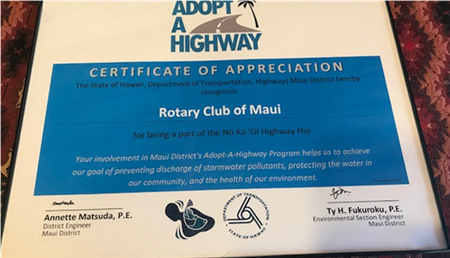 ADOPT
A
HIGHWAY
CERTIFICATE OF APPRECIATION
The State of Hawaii, Department of Transportation, Highways Maui District hereby
recognizes
Rotary Club of Maui
for being a part of the Nō Ka ʻOi Highway Hui
Your involvement in Maui District's Adopt-A-Highway Program helps us to achieve
our goal of preventing discharge of stormwater pollutants, protecting the water in
our community, and the health of our environment.
Annette Matsuda, P.E.
District Engineer
Maui District
DEPARTMENT OF TRANSPORTATION
STATE OF HAWAII
Ty H. Fukuroku, P.E.
Environmental Section Engineer
Maui District